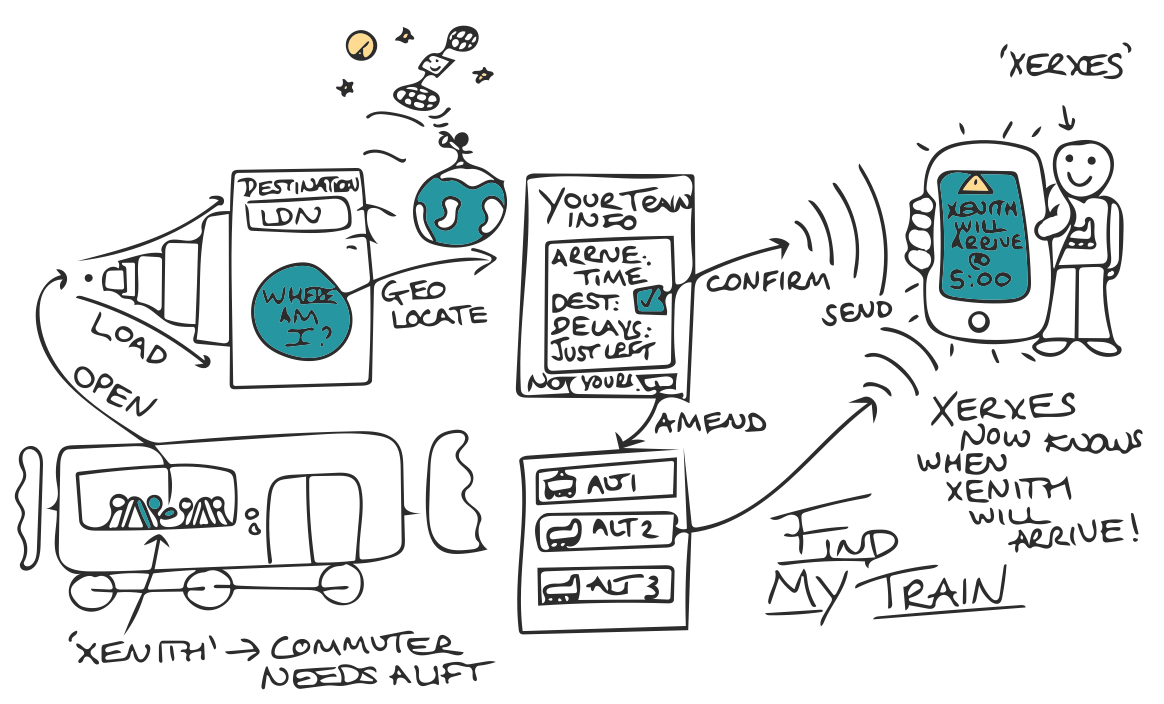 'XERXES'
DESTINATION
LDN
WHERE
AM
I?
LOAD
OPEN
GEO
LOCATE
YOUR TRAIN
INFO
ARRIVE:
TIME
DEST:
DELAYS:
JUST LEFT
NOT YOURS?
CONFIRM
SEND
XENITH
WILL
ARRIVE
@
5:00
AMEND
ALT 1
ALT 2
ALT 3
XERXES
NOW KNOWS
WHEN
XENITH
WILL
ARRIVE!
FIND
MY TRAIN
'XENITH' → COMMUTER
NEEDS A LIFT